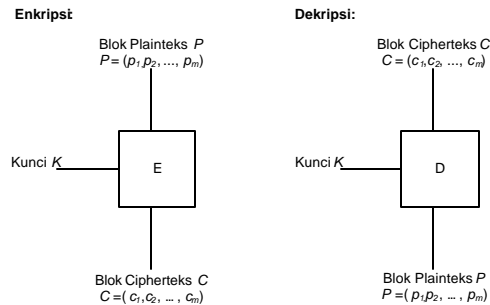 Enkripsi:
Blok Plainteks P
P = (p1,p2, ..., pm)
Kunci K
E
Blok Cipherteks C
C = ( c1,c2, ... , cm)
Dekripsi:
Blok Cipherteks C
C = (c1,c2, ..., cm)
Kunci K
D
Blok Plainteks P
P = ( p1,p2, ... , pm)